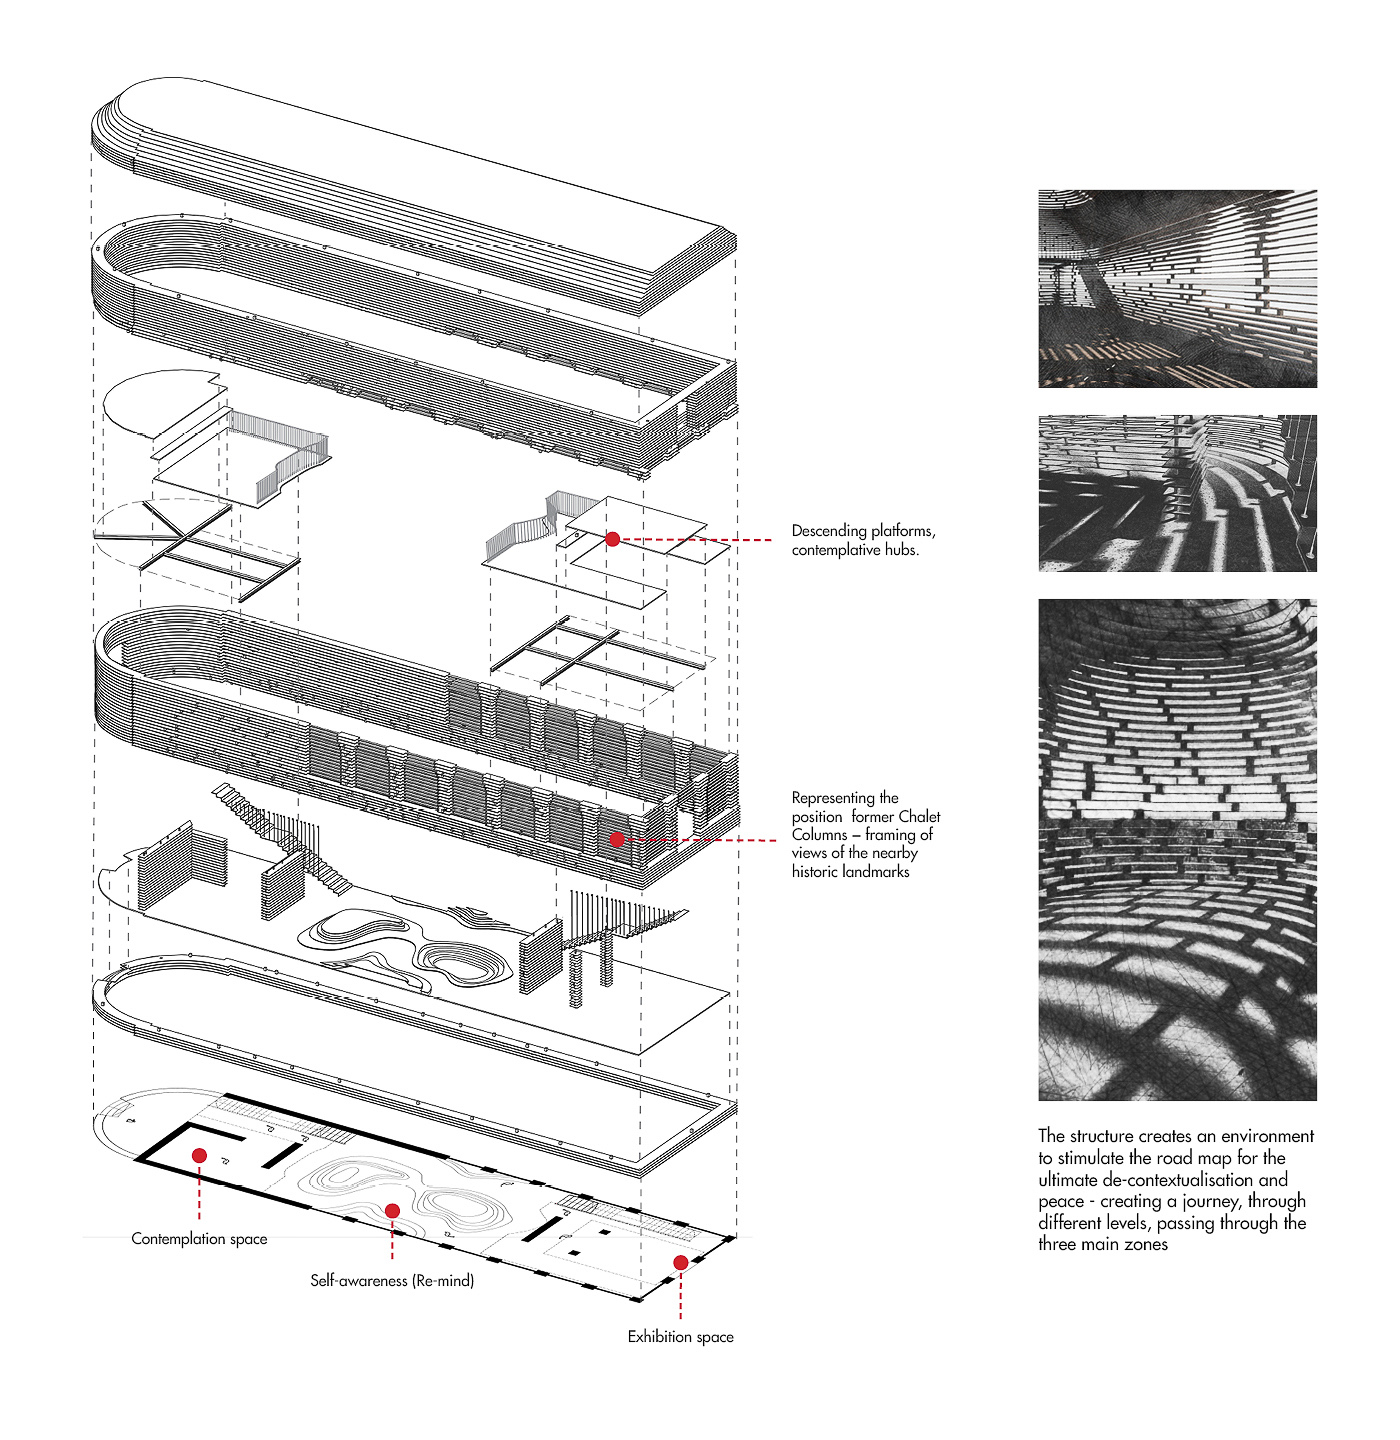 Descending platforms,
contemplative hubs.
Representing the
position  former Chalet
Columns – framing of
views of the nearby
historic landmarks
The structure creates an environment
to stimulate the road map for the
ultimate de-contextualisation and
peace - creating a journey, through
different levels, passing through the
three main zones
Contemplation space
Self-awareness (Re-mind)
Exhibition space